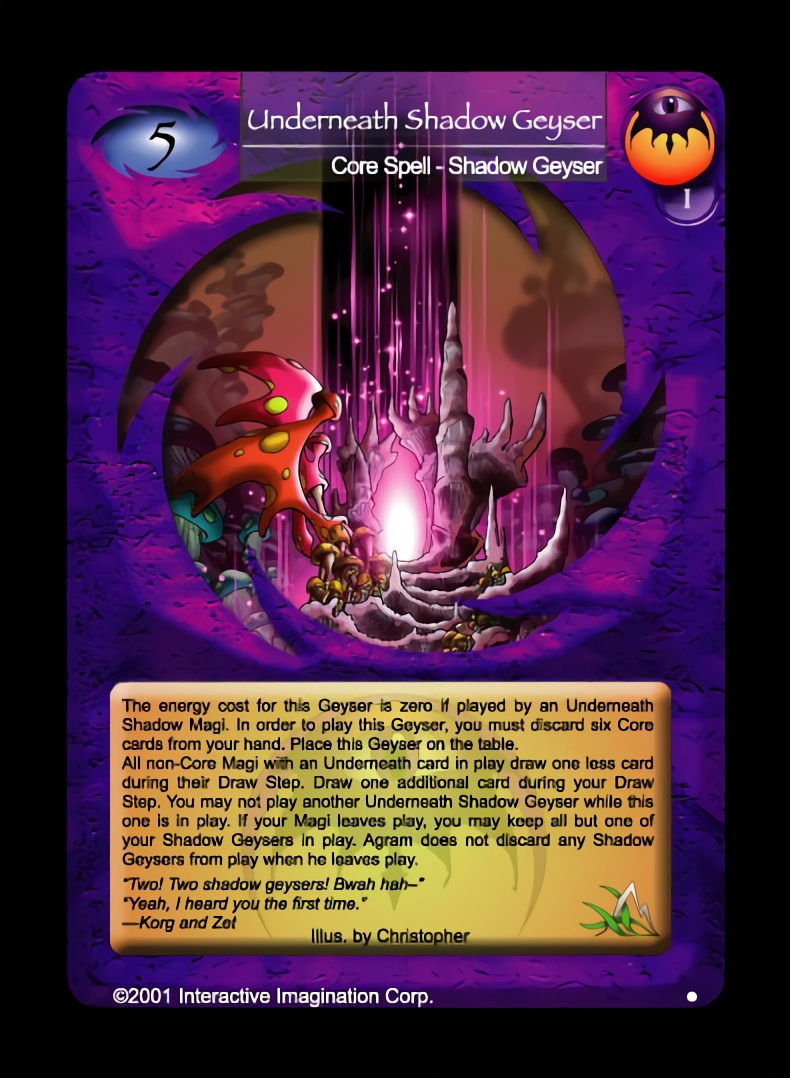 5
Underneath Shadow Geyser
Core Spell - Shadow Geyser
I
The energy cost for this Geyser is zero if played by an Underneath
Shadow Magi. In order to play this Geyser, you must discard six Core
cards from your hand. Place this Geyser on the table.
All non-Core Magi with an Underneath card in play draw one less card
during their Draw Step. Draw one additional card during your Draw
Step. You may not play another Underneath Shadow Geyser while this
one is in play. If your Magi leaves play, you may keep all but one of
your Shadow Geysers in play. Agram does not discard any Shadow
Geysers from play when he leaves play.
"Two! Two shadow geysers! Bwah hah–"
"Yeah, I heard you the first time."
—Korg and Zet
Illus. by Christopher
©2001 Interactive Imagination Corp.